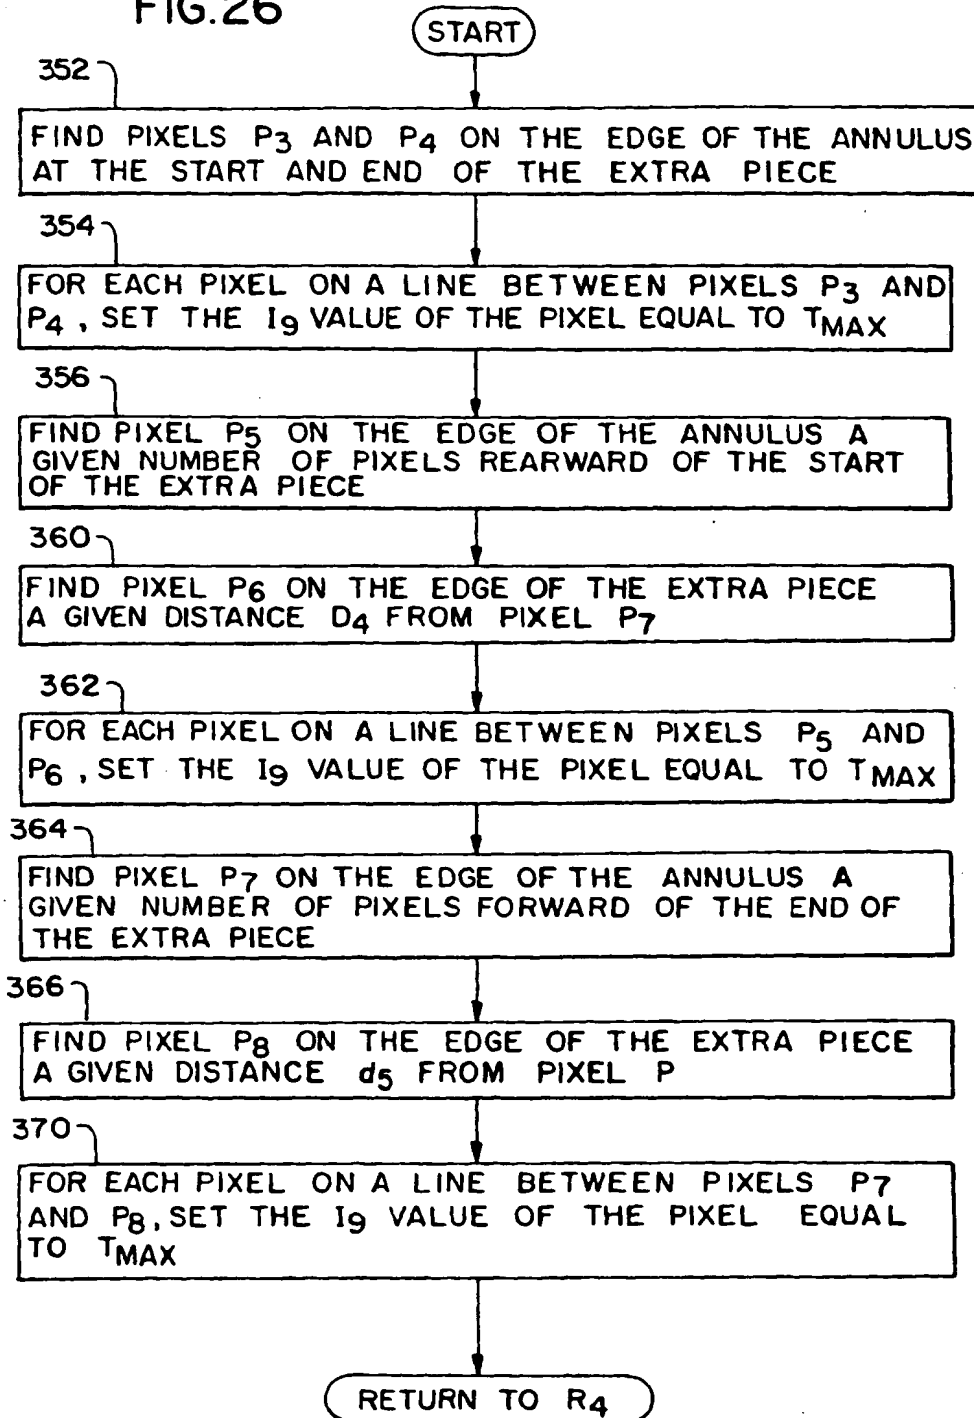 FIG.26
START
352
FIND PIXELS P3 AND P4 ON THE EDGE OF THE ANNULUS
AT THE START AND END OF THE EXTRA PIECE
354
FOR EACH PIXEL ON A LINE BETWEEN PIXELS P3 AND
P4, SET THE I9 VALUE OF THE PIXEL EQUAL TO TMAX
356
FIND PIXEL P5 ON THE EDGE OF THE ANNULUS A
GIVEN NUMBER OF PIXELS REARWARD OF THE START
OF THE EXTRA PIECE
360
FIND PIXEL P6 ON THE EDGE OF THE EXTRA PIECE
A GIVEN DISTANCE D4 FROM PIXEL P7
362
FOR EACH PIXEL ON A LINE BETWEEN PIXELS P5 AND
P6, SET THE I9 VALUE OF THE PIXEL EQUAL TO TMAX
364
FIND PIXEL P7 ON THE EDGE OF THE ANNULUS A
GIVEN NUMBER OF PIXELS FORWARD OF THE END OF
THE EXTRA PIECE
366
FIND PIXEL P8 ON THE EDGE OF THE EXTRA PIECE
A GIVEN DISTANCE d5 FROM PIXEL P
370
FOR EACH PIXEL ON A LINE BETWEEN PIXELS P7
AND P8, SET THE I9 VALUE OF THE PIXEL EQUAL
TO TMAX
RETURN TO R4